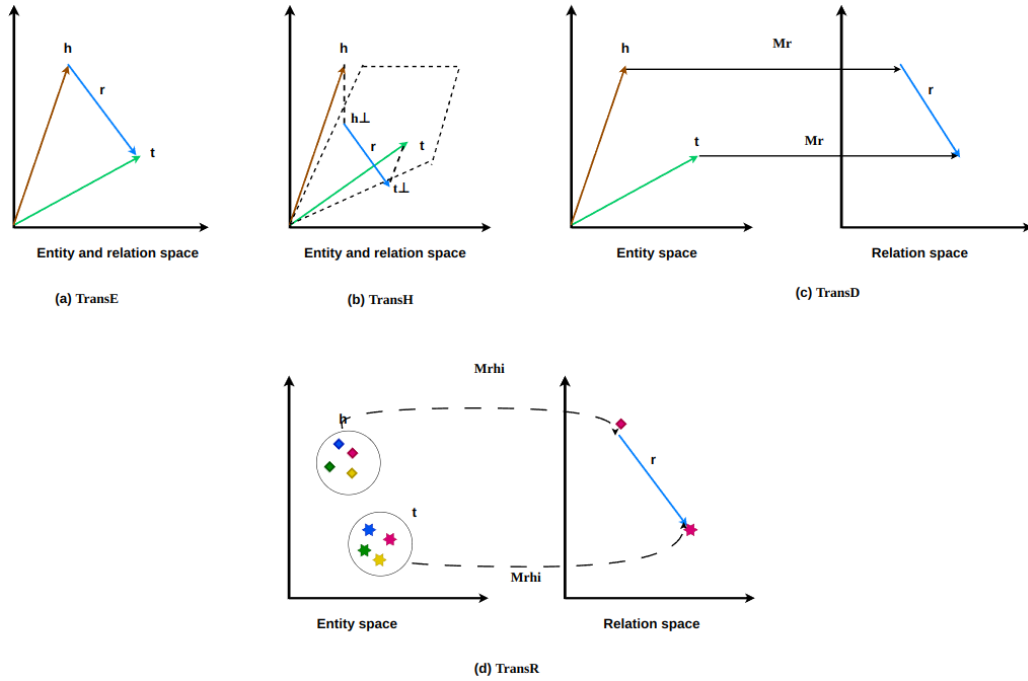 h
r
t
Entity and relation space
(a) TransE
h
h⊥
r
t
t⊥
Entity and relation space
(b) TransH
h
Mr
t
Mr
r
Entity space
Relation space
(c) TransD
Mrhi
h
t
r
Mrhi
Entity space
Relation space
(d) TransR